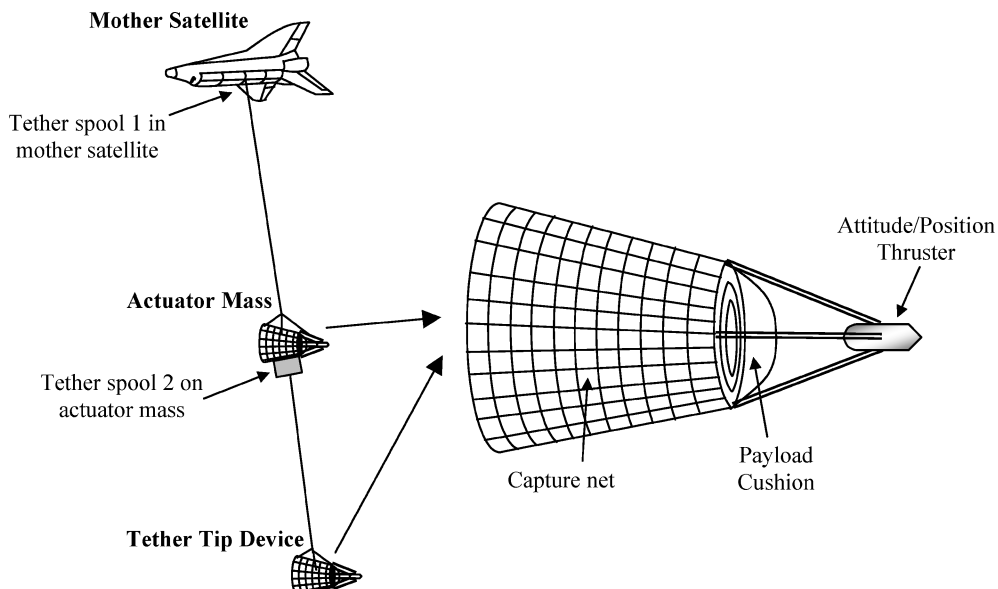 Mother Satellite
Tether spool 1 in
mother satellite
Actuator Mass
Tether spool 2 on
actuator mass
Tether Tip Device
Attitude/Position
Thruster
Capture net
Payload
Cushion